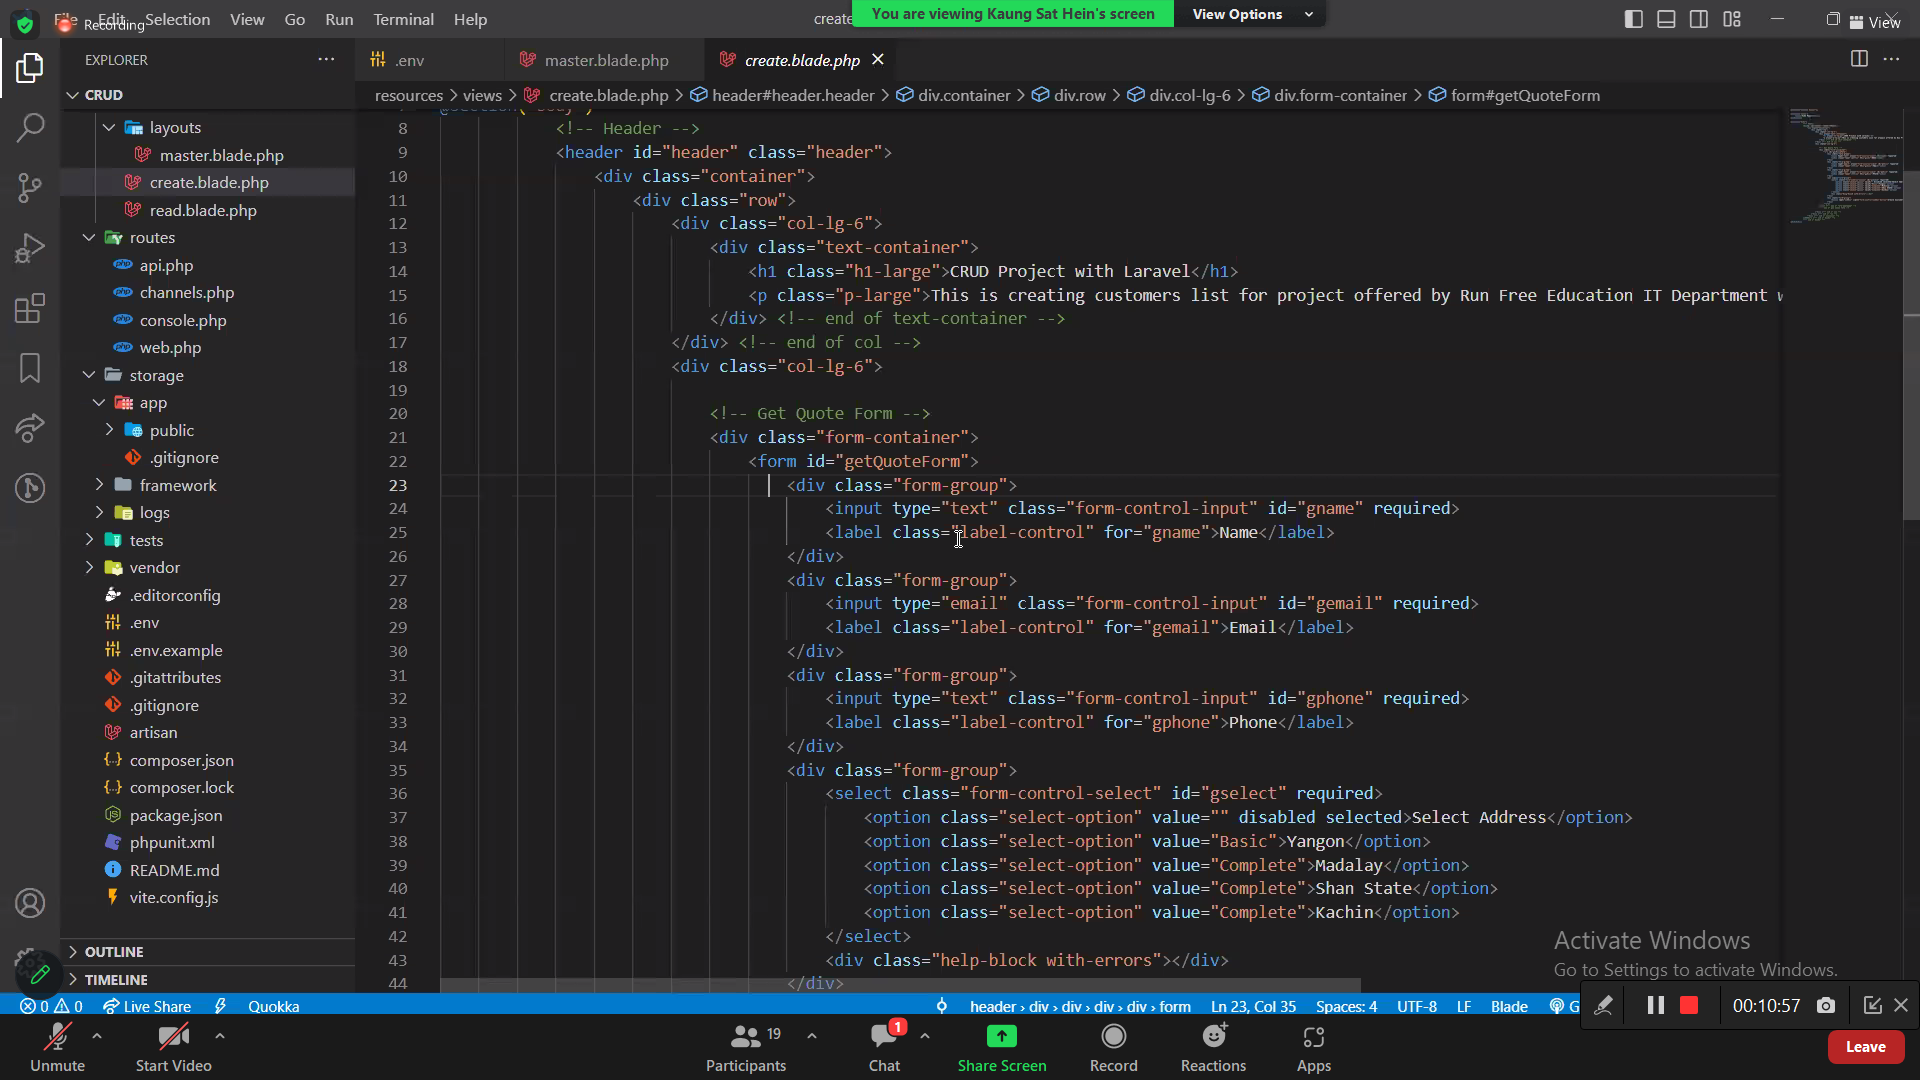 File Edit Selection View Go Run Terminal Help
Recording
create
You are viewing Kaung Sat Hein's screen
View Options
View
EXPLORER
.env
master.blade.php
create.blade.php
CRUD
resources > views > create.blade.php > header#header.header > div.container > div.row > div.col-lg-6 > div.form-container > form#getQuoteForm
layouts
master.blade.php
create.blade.php
read.blade.php
routes
api.php
channels.php
console.php
web.php
storage
app
public
.gitignore
framework
logs
tests
vendor
.editorconfig
.env
.env.example
.gitattributes
.gitignore
artisan
composer.json
composer.lock
package.json
phpunit.xml
README.md
vite.config.js
OUTLINE
TIMELINE
8 <!-- Header -->
9 <header id="header" class="header">
10 <div class="container">
11 <div class="row">
12 <div class="col-lg-6">
13 <div class="text-container">
14 <h1 class="h1-large">CRUD Project with Laravel</h1>
15 <p class="p-large">This is creating customers list for project offered by Run Free Education IT Department w
16 </div> <!-- end of text-container -->
17 </div> <!-- end of col -->
18 <div class="col-lg-6">
19
20 <!-- Get Quote Form -->
21 <div class="form-container">
22 <form id="getQuoteForm">
23 <div class="form-group">
24 <input type="text" class="form-control-input" id="gname" required>
25 <label class="label-control" for="gname">Name</label>
26 </div>
27 <div class="form-group">
28 <input type="email" class="form-control-input" id="gemail" required>
29 <label class="label-control" for="gemail">Email</label>
30 </div>
31 <div class="form-group">
32 <input type="text" class="form-control-input" id="gphone" required>
33 <label class="label-control" for="gphone">Phone</label>
34 </div>
35 <div class="form-group">
36 <select class="form-control-select" id="gselect" required>
37 <option class="select-option" value="" disabled selected>Select Address</option>
38 <option class="select-option" value="Basic">Yangon</option>
39 <option class="select-option" value="Complete">Madalay</option>
40 <option class="select-option" value="Complete">Shan State</option>
41 <option class="select-option" value="Complete">Kachin</option>
42 </select>
43 <div class="help-block with-errors"></div>
44 </div>
Activate Windows
Go to Settings to activate Windows.
0 0 Live Share Quokka
header > div > div > div > div > form Ln 23, Col 35 Spaces: 4 UTF-8 LF Blade G
00:10:57
Unmute
Start Video
19
Participants
1
Chat
Share Screen
Record
Reactions
Apps
Leave